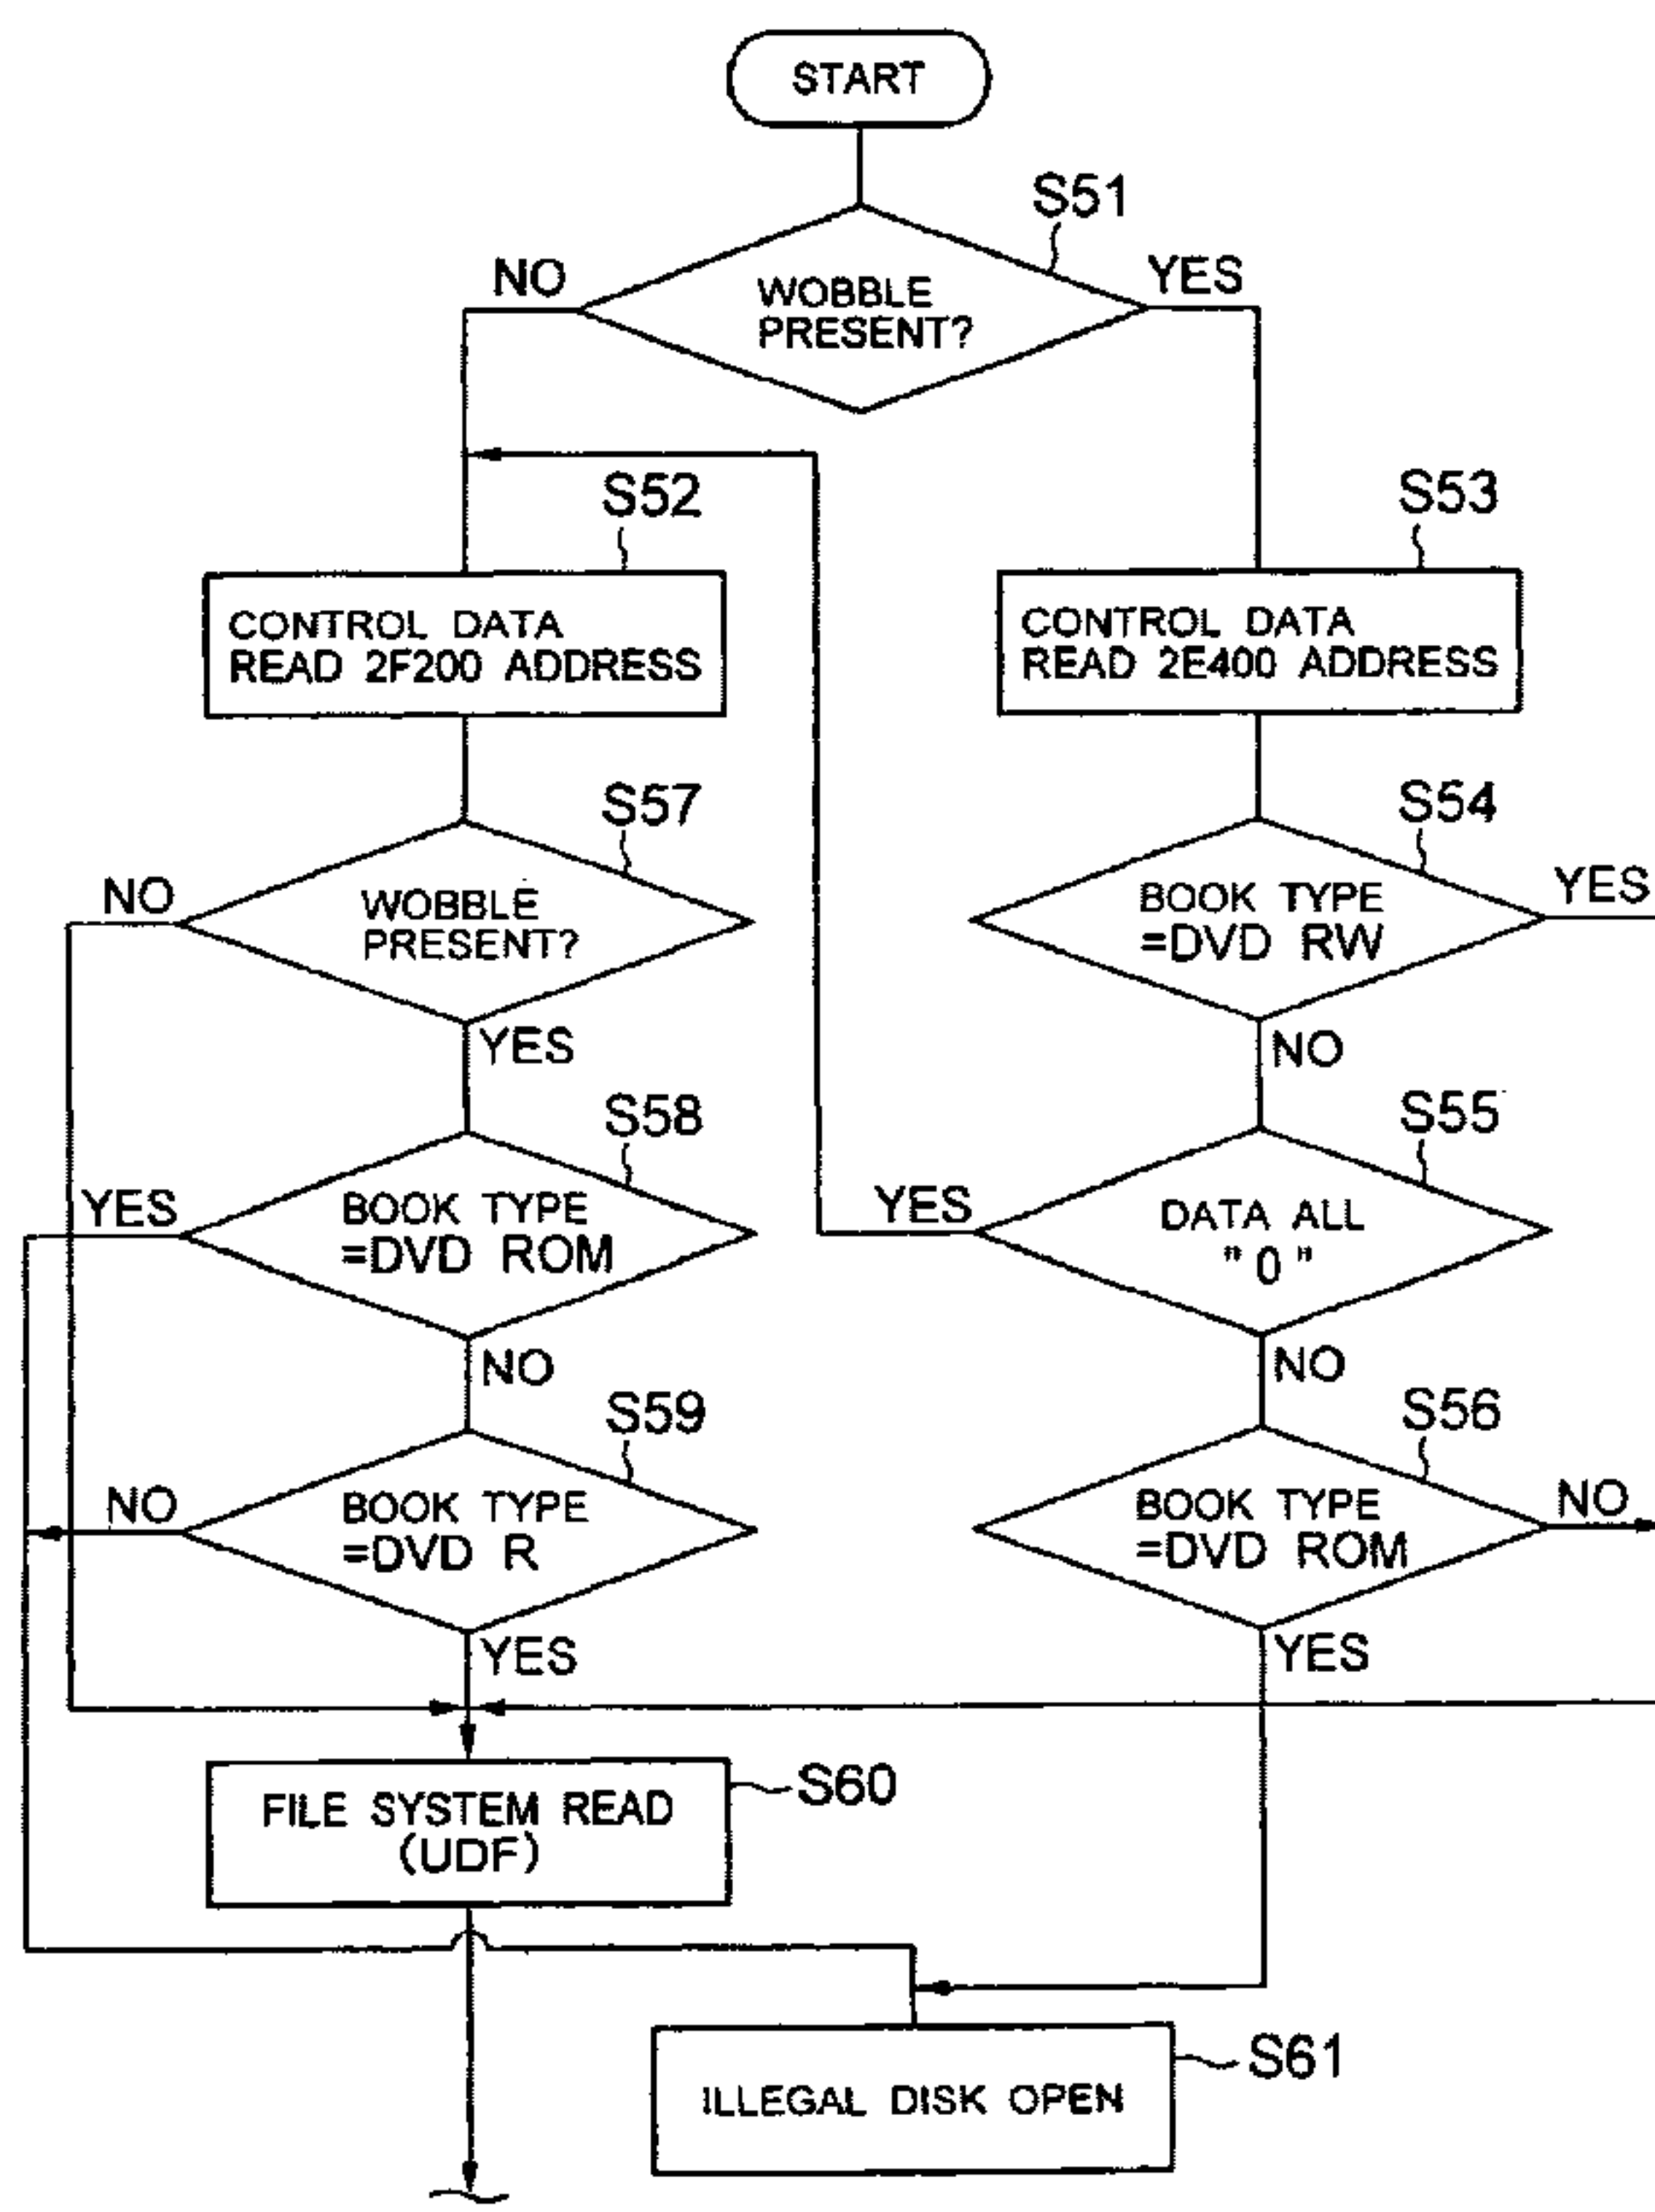 START
S51
NO
YES
WOBBLE
PRESENT?
S52
S53
CONTROL DATA
READ 2F200 ADDRESS
CONTROL DATA
READ 2E400 ADDRESS
S57
S54
NO
WOBBLE
PRESENT?
YES
BOOK TYPE
=DVD RW
YES
NO
S58
S55
YES
BOOK TYPE
=DVD ROM
YES
DATA ALL
" 0 "
NO
NO
S59
S56
NO
BOOK TYPE
=DVD R
BOOK TYPE
=DVD ROM
NO
YES
YES
FILE SYSTEM READ
(UDF)
S60
S61
ILLEGAL DISK OPEN